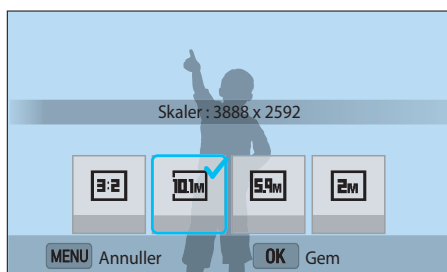 Skaler : 3888 x 2592
3:2 10.1M 5.9M 2M
MENU Annuller OK Gem